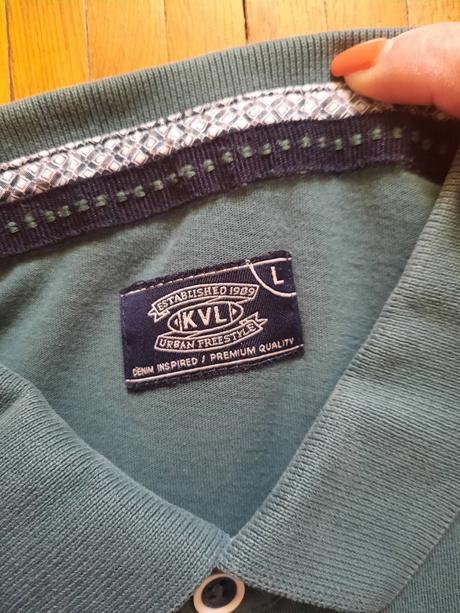 L
ESTABLISHED 1989
KVL
URBAN FREESTYLE
DENIM INSPIRED / PREMIUM QUALITY